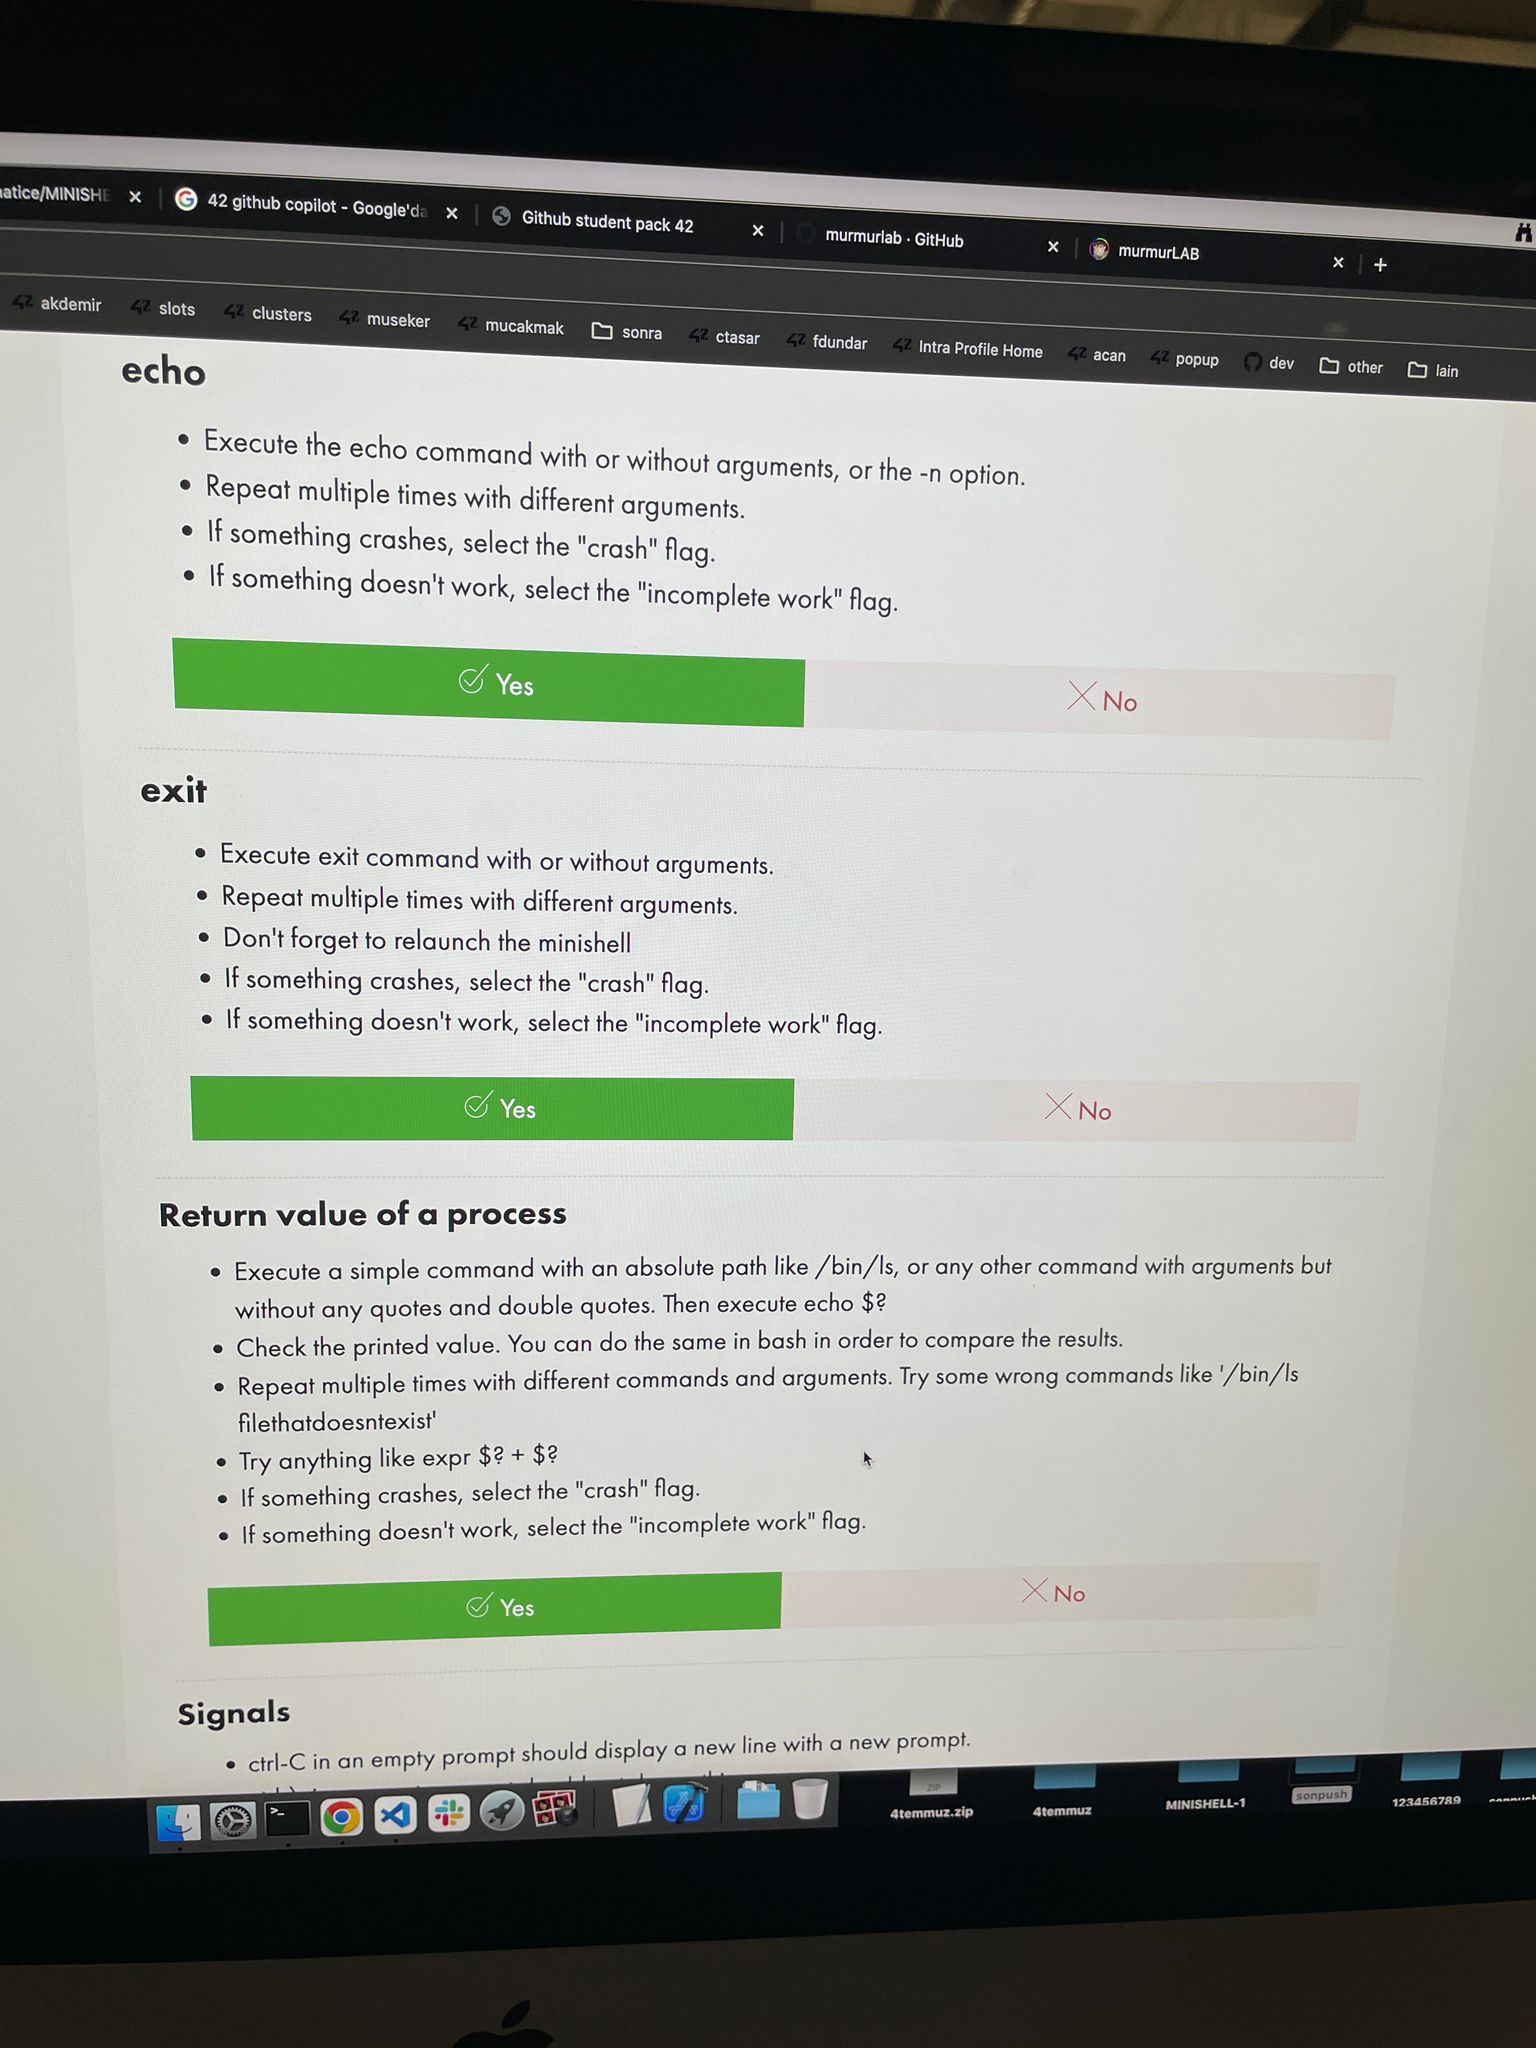 atice/MINISHE
42 github copilot - Google'da
Github student pack 42
murmurlab · GitHub
murmurLAB
akdemir
slots
clusters
museker
mucakmak
sonra
ctasar
fdundar
Intra Profile Home
acan
popup
dev
other
lain
echo
• Execute the echo command with or without arguments, or the -n option.
• Repeat multiple times with different arguments.
• If something crashes, select the "crash" flag.
• If something doesn't work, select the "incomplete work" flag.
Yes
No
exit
• Execute exit command with or without arguments.
• Repeat multiple times with different arguments.
• Don't forget to relaunch the minishell
• If something crashes, select the "crash" flag.
• If something doesn't work, select the "incomplete work" flag.
Yes
No
Return value of a process
• Execute a simple command with an absolute path like /bin/ls, or any other command with arguments but
without any quotes and double quotes. Then execute echo $?
• Check the printed value. You can do the same in bash in order to compare the results.
• Repeat multiple times with different commands and arguments. Try some wrong commands like '/bin/ls
filethatdoesntexist'
• Try anything like expr $? + $?
• If something crashes, select the "crash" flag.
• If something doesn't work, select the "incomplete work" flag.
Yes
No
Signals
• ctrl-C in an empty prompt should display a new line with a new prompt.
ZIP
4temmuz.zip
4temmuz
MINISHELL-1
sonpush
123456789